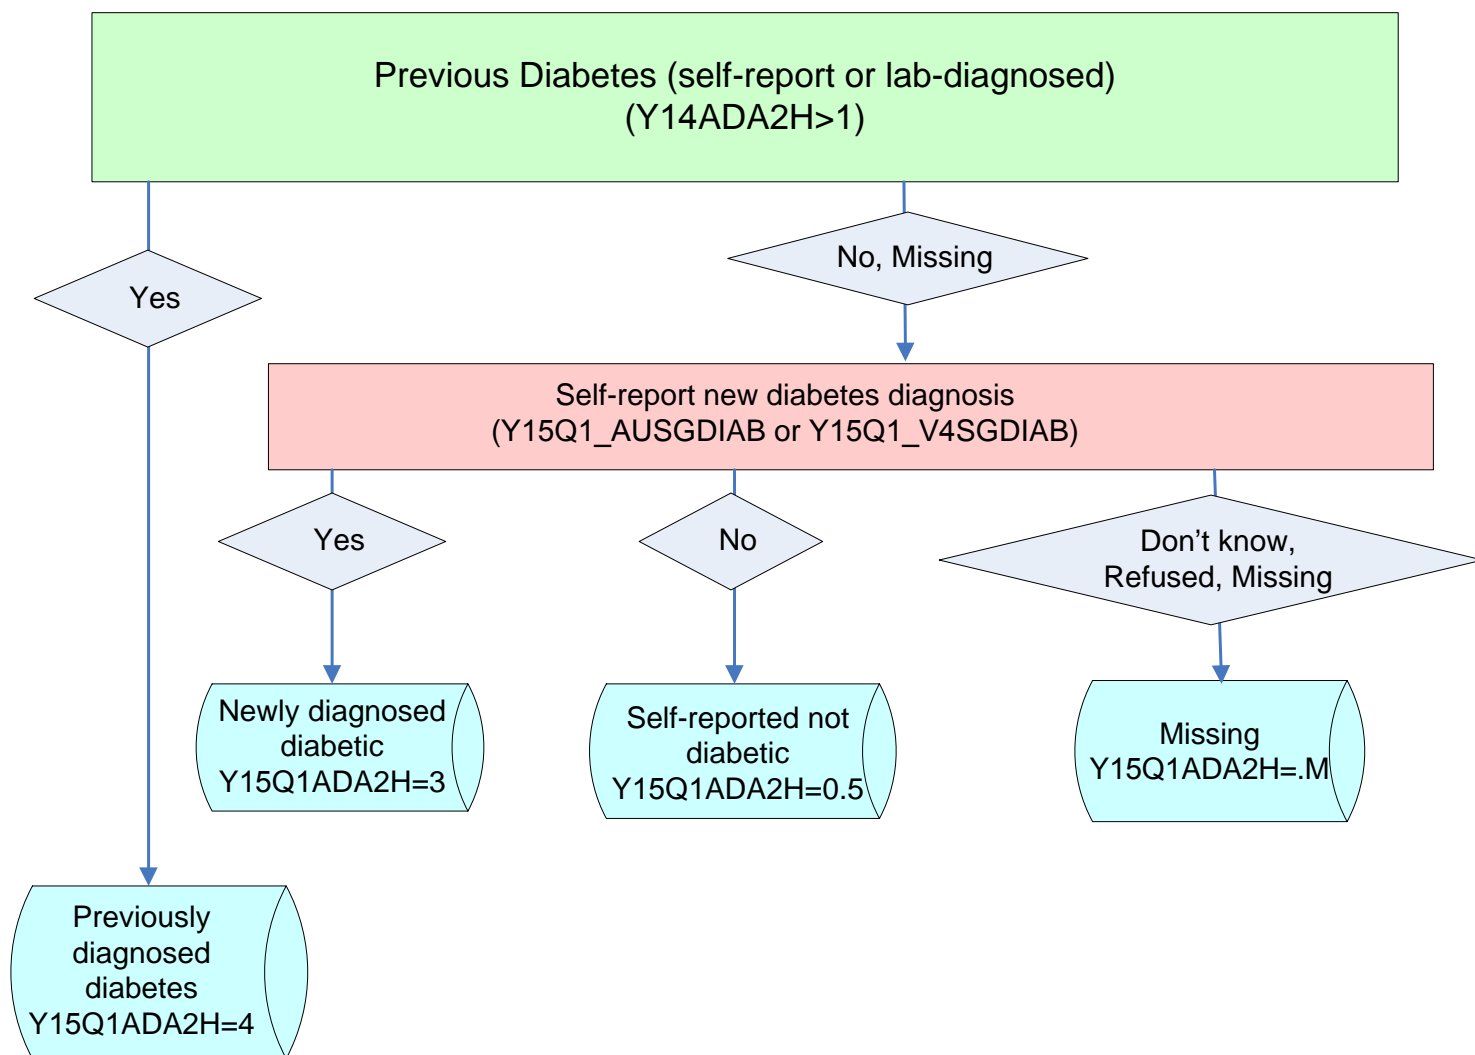 Previous Diabetes (self-report or lab-diagnosed)
(Y14ADA2H>1)
Yes
No, Missing
Self-report new diabetes diagnosis
(Y15Q1_AUSGDIAB or Y15Q1_V4SGDIAB)
Yes
No
Don't know,
Refused, Missing
Newly diagnosed
diabetic
Y15Q1ADA2H=3
Self-reported not
diabetic
Y15Q1ADA2H=0.5
Missing
Y15Q1ADA2H=.M
Previously
diagnosed
diabetes
Y15Q1ADA2H=4